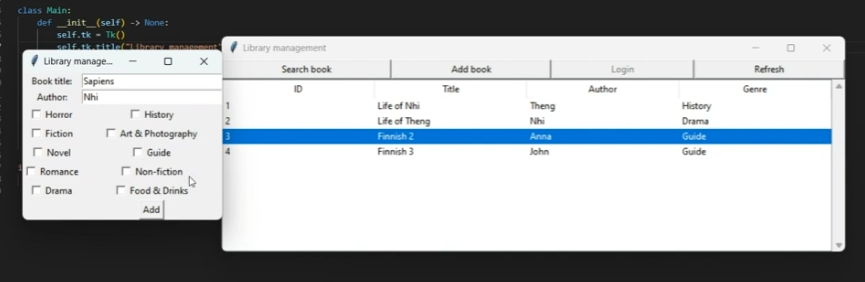 class Main:
def __init__(self) -> None:
self.tk = Tk()
self.tk.title("Library management"
Library manage...
Book title: Sapiens
Author: Nhi
Horror History
Fiction Art & Photography
Novel Guide
Romance Non-fiction
Drama Food & Drinks
Add
Library management
Search book Add book Login Refresh
ID Title Author Genre
1 Life of Nhi Theng History
2 Life of Theng Nhi Drama
3 Finnish 2 Anna Guide
4 Finnish 3 John Guide